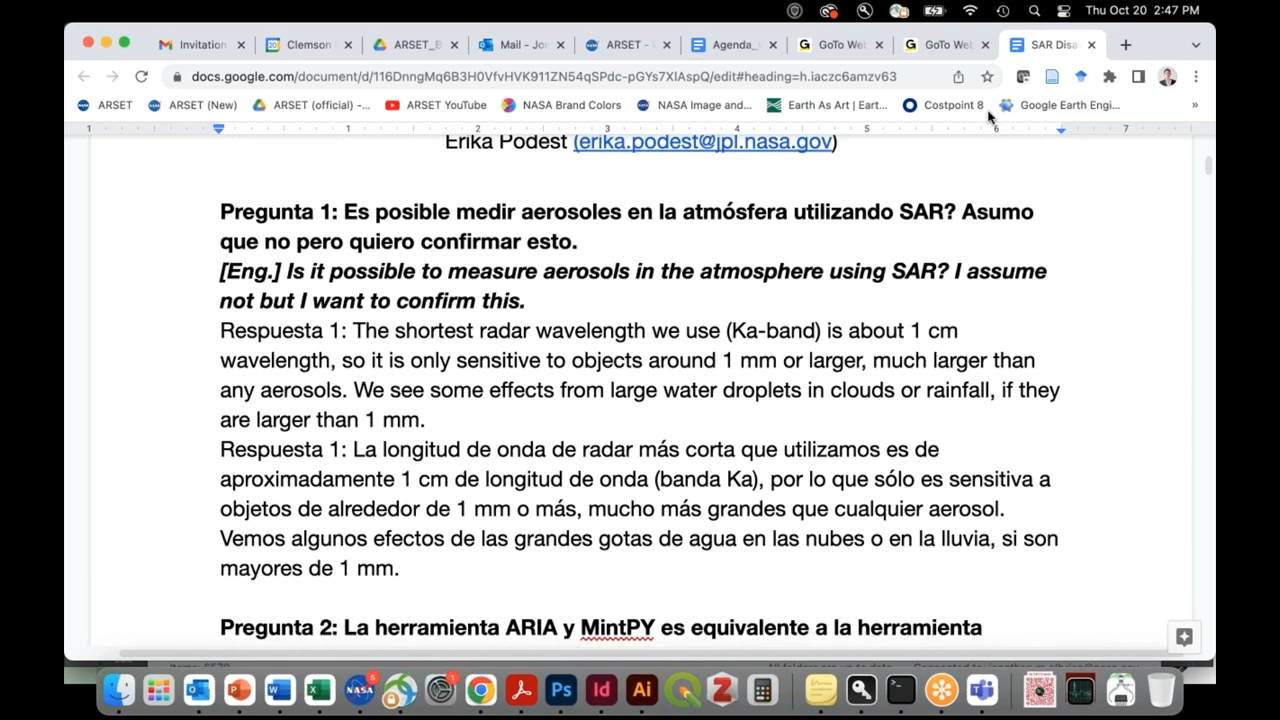 Thu Oct 20 2:47 PM
Invitation
Clemson
ARSET_B
Mail - Jo
ARSET -
Agenda_
GoTo Web
GoTo Web
SAR Disa
docs.google.com/document/d/116DnngMq6B3H0VfvHVK911ZN54qSPdc-pGYs7XIAspQ/edit#heading=h.iaczc6amzv63
ARSET
ARSET (New)
ARSET (official) -...
ARSET YouTube
NASA Brand Colors
NASA Image and...
Earth As Art | Eart...
Costpoint 8
Google Earth Engi...
»
1 1 2 3 4 5 6 7
Erika Podest (erika.podest@jpl.nasa.gov)
Pregunta 1: Es posible medir aerosoles en la atmósfera utilizando SAR? Asumo
que no pero quiero confirmar esto.
[Eng.] Is it possible to measure aerosols in the atmosphere using SAR? I assume
not but I want to confirm this.
Respuesta 1: The shortest radar wavelength we use (Ka-band) is about 1 cm
wavelength, so it is only sensitive to objects around 1 mm or larger, much larger than
any aerosols. We see some effects from large water droplets in clouds or rainfall, if they
are larger than 1 mm.
Respuesta 1: La longitud de onda de radar más corta que utilizamos es de
aproximadamente 1 cm de longitud de onda (banda Ka), por lo que sólo es sensitiva a
objetos de alrededor de 1 mm o más, mucho más grandes que cualquier aerosol.
Vemos algunos efectos de las grandes gotas de agua en las nubes o en la lluvia, si son
mayores de 1 mm.
Pregunta 2: La herramienta ARIA y MintPY es equivalente a la herramienta